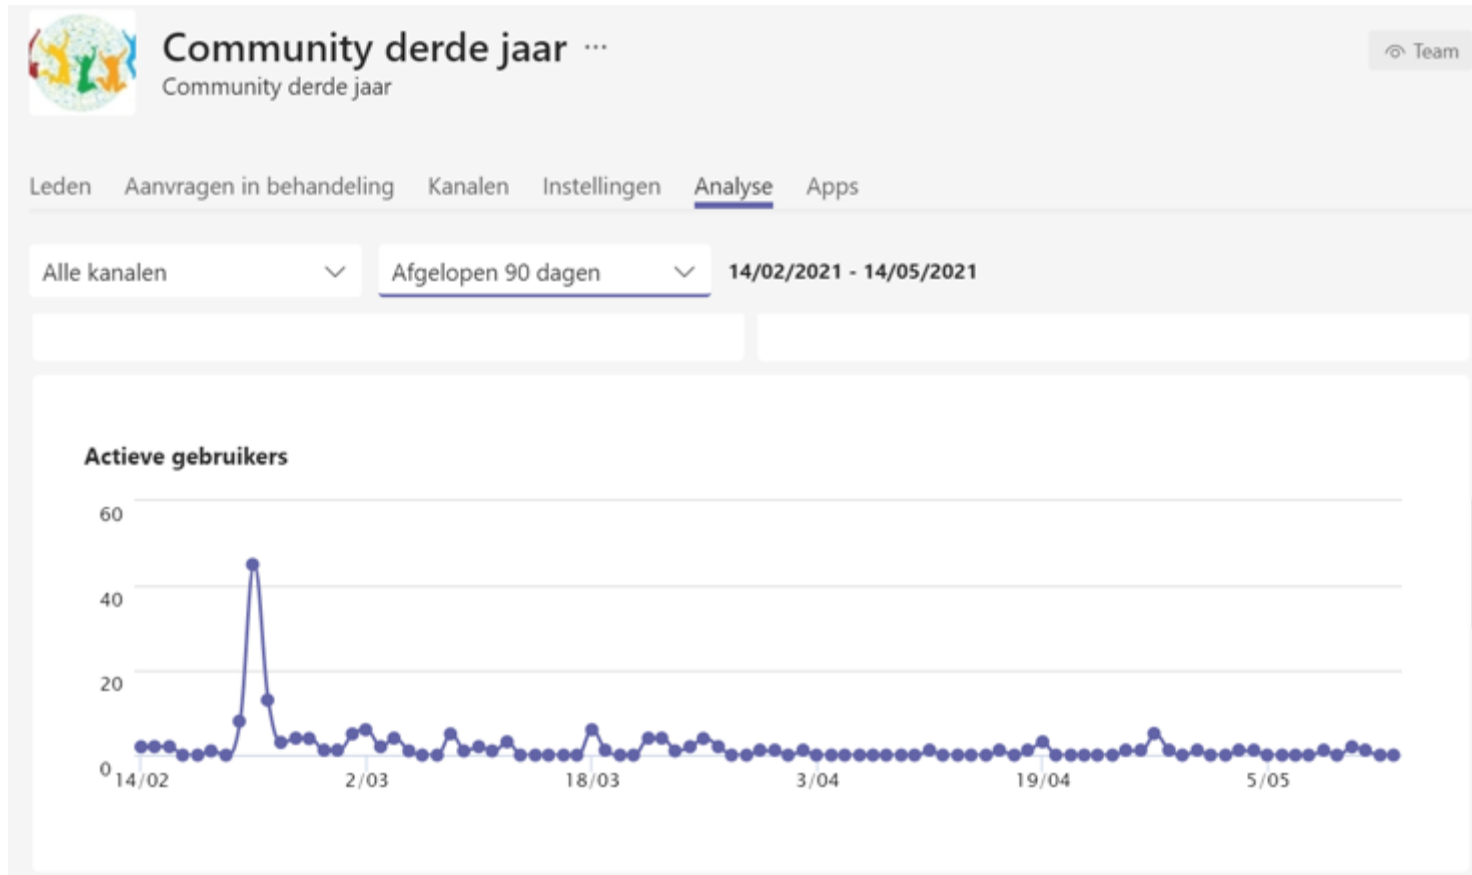 Community derde jaar ...
Team
Community derde jaar
Leden Aanvragen in behandeling Kanalen Instellingen Analyse Apps
Alle kanalen Afgelopen 90 dagen 14/02/2021 - 14/05/2021
Actieve gebruikers
60
40
20
0
14/02 2/03 18/03 3/04 19/04 5/05